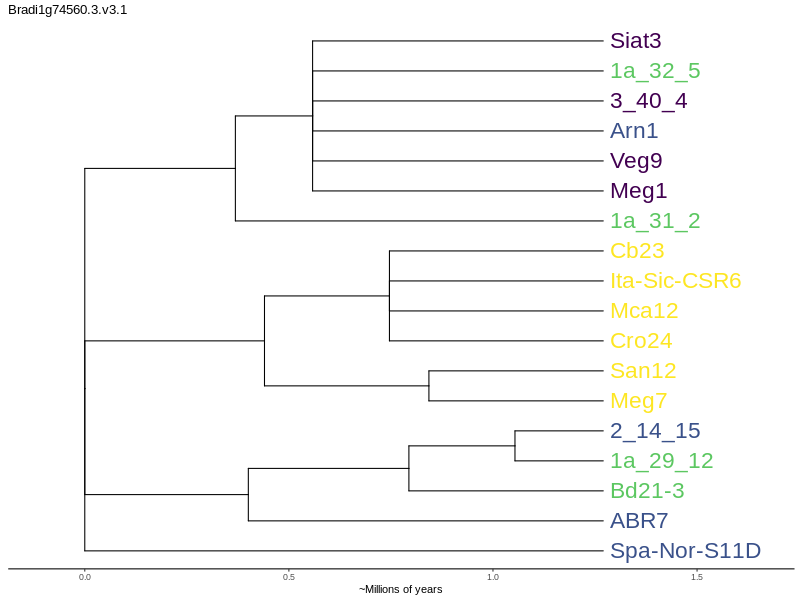 Bradi1g74560.3.v3.1
Siat3
1a_32_5
3_40_4
Arn1
Veg9
Meg1
1a_31_2
Cb23
Ita-Sic-CSR6
Mca12
Cro24
San12
Meg7
2_14_15
1a_29_12
Bd21-3
ABR7
Spa-Nor-S11D
0.0 0.5 1.0 1.5
~Millions of years